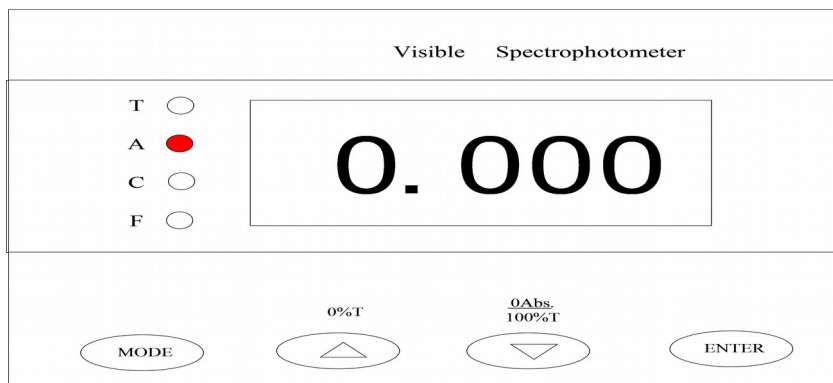 Visible Spectrophotometer
T
A
C
F
0.000
0%T
0Abs.
100%T
MODE
ENTER